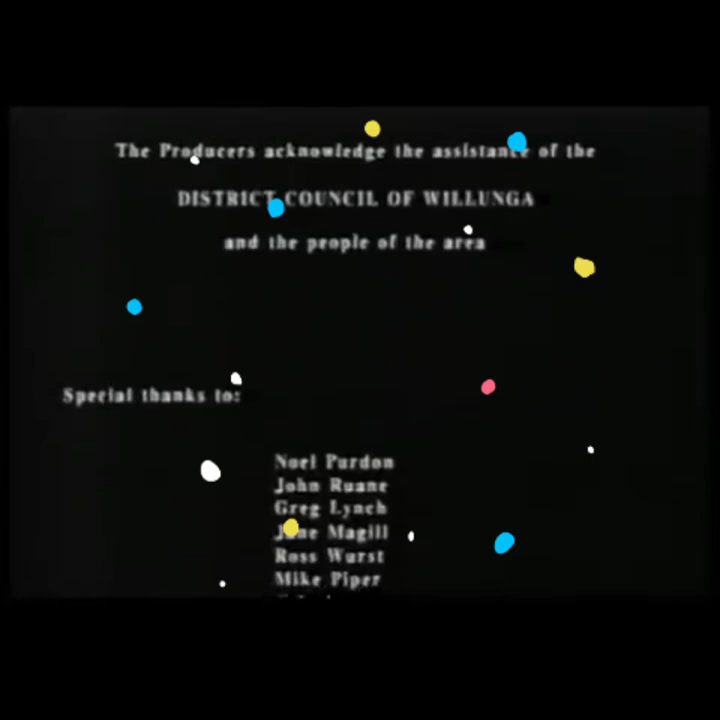 The Producers acknowledge the assistance of the
DISTRICT COUNCIL OF WILLUNGA
and the people of the area
Special thanks to:
Noel Purdon
John Ruane
Greg Lynch
Magill
Ross Wurst
Mike Piper